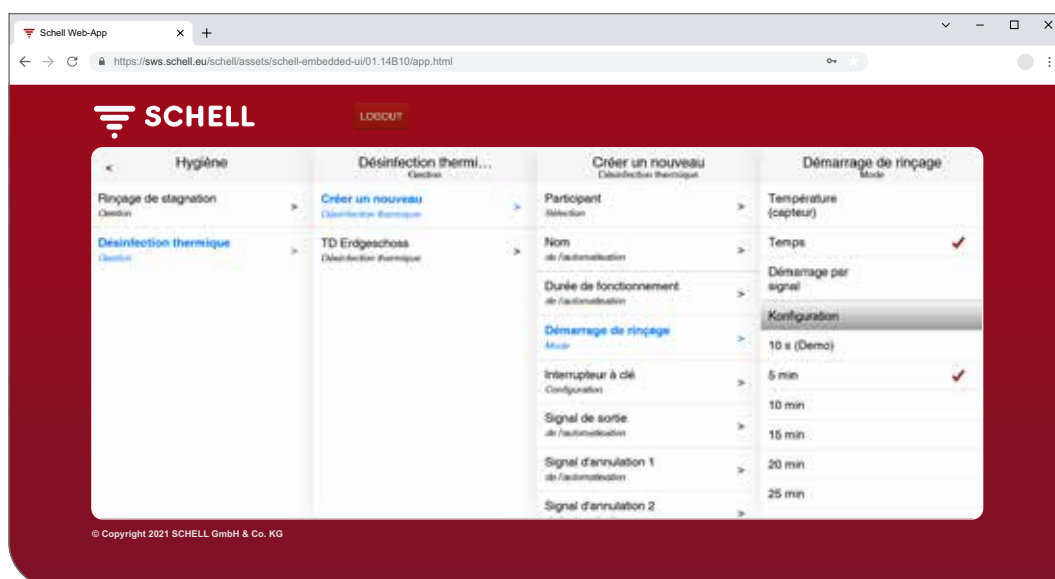 Schell Web-App
https://sws.schell.eu/schell/assets/schell-embedded-ui/01.14B10/app.html
SCHELL
LOGOUT
<
Hygiène
Rinçage de stagnation
Gestion
>
Désinfection thermique
Gestion
>
Désinfection thermi...
Gestion
Créer un nouveau
Désinfection thermique
>
TD Erdgeschoss
Désinfection thermique
>
Créer un nouveau
Désinfection thermique
Participant
Sélection
>
Nom
de l'automatisation
>
Durée de fonctionnement
de l'automatisation
>
Démarrage de rinçage
Mode
>
Interrupteur à clé
Configuration
>
Signal de sortie
de l'automatisation
>
Signal d'annulation 1
de l'automatisation
>
Signal d'annulation 2
>
Démarrage de rinçage
Mode
Température
(capteur)
Temps
Démarrage par
signal
Konfiguration
10 s (Demo)
5 min
10 min
15 min
20 min
25 min
© Copyright 2021 SCHELL GmbH & Co. KG